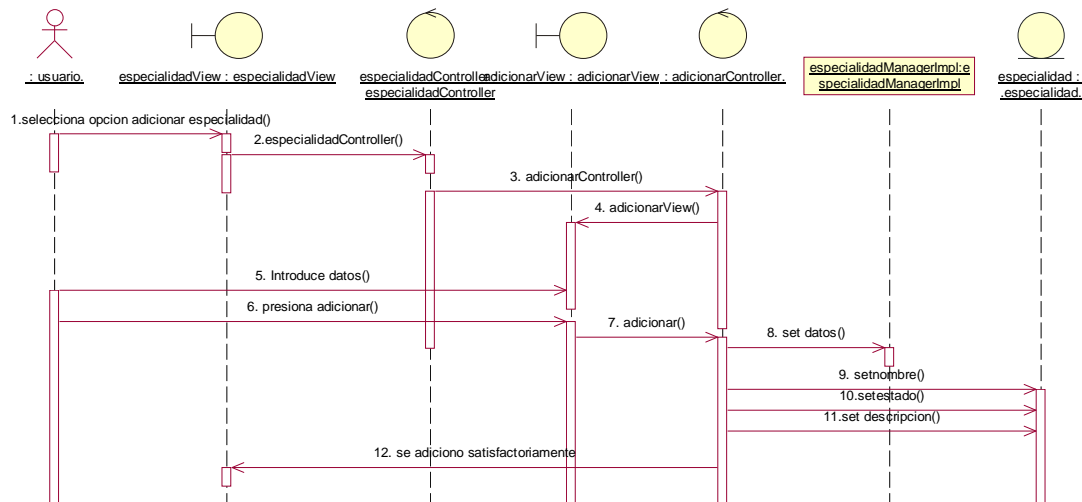 : usuario.
especialidadView : especialidadView
especialidadController
especialidadController
adicionarView : adicionarView
: adicionarController.
especialidadManagerImpl:e
specialidadManagerImpl
especialidad :
.especialidad.
1.selecciona opcion adicionar especialidad()
2.especialidadController()
3. adicionarController()
4. adicionarView()
5. Introduce datos()
6. presiona adicionar()
7. adicionar()
8. set datos()
9. setnombre()
10.setestado()
11.set descripcion()
12. se adiciono satisfactoriamente